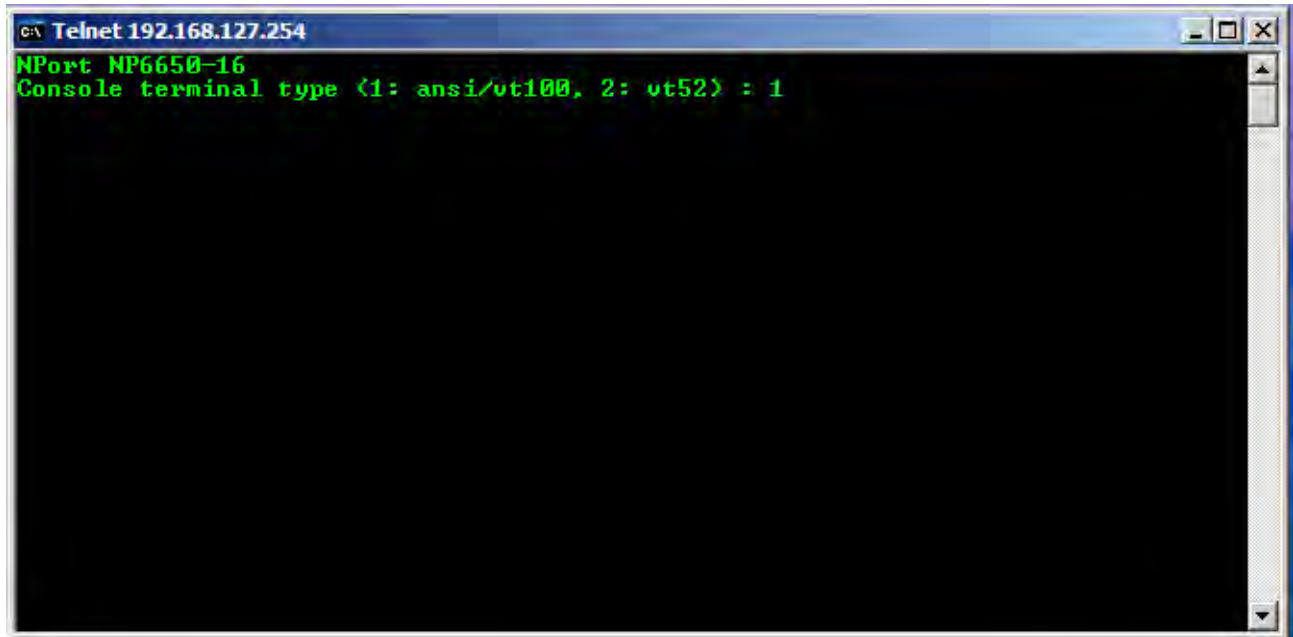 Telnet 192.168.127.254
NPort NP6650-16
Console terminal type (1: ansi/vt100, 2: vt52) : 1